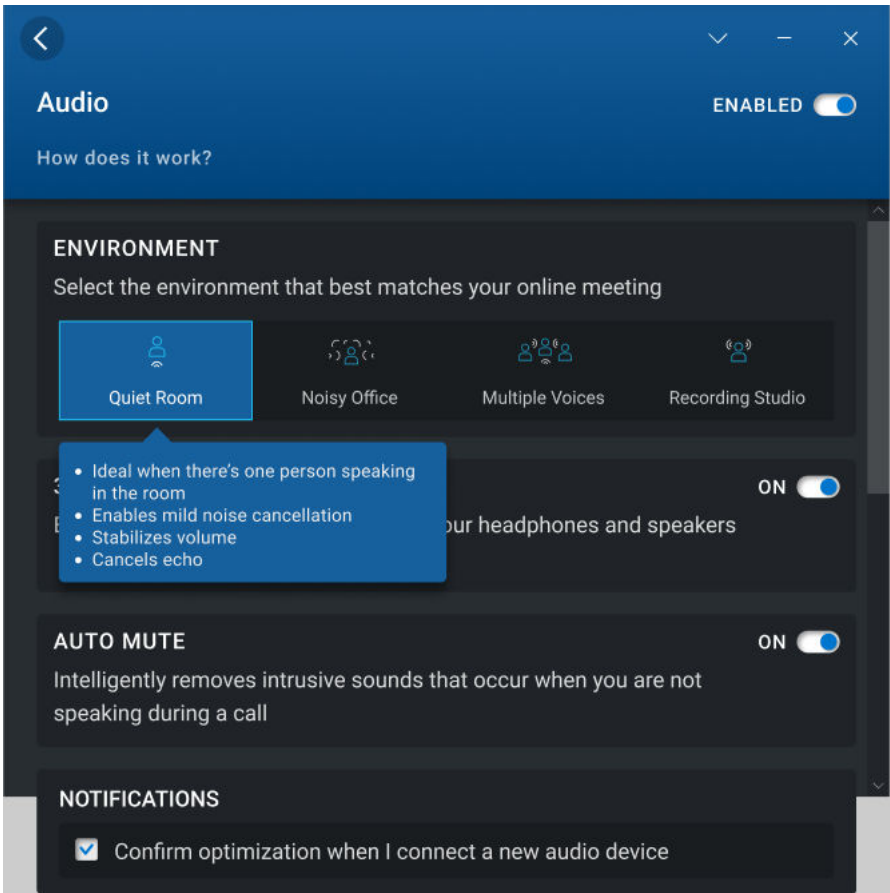 Audio
ENABLED
How does it work?
ENVIRONMENT
Select the environment that best matches your online meeting
Quiet Room
Noisy Office
Multiple Voices
Recording Studio
• Ideal when there's one person speaking
in the room
• Enables mild noise cancellation
• Stabilizes volume
• Cancels echo
ON
headphones and speakers
AUTO MUTE
ON
Intelligently removes intrusive sounds that occur when you are not
speaking during a call
NOTIFICATIONS
Confirm optimization when I connect a new audio device